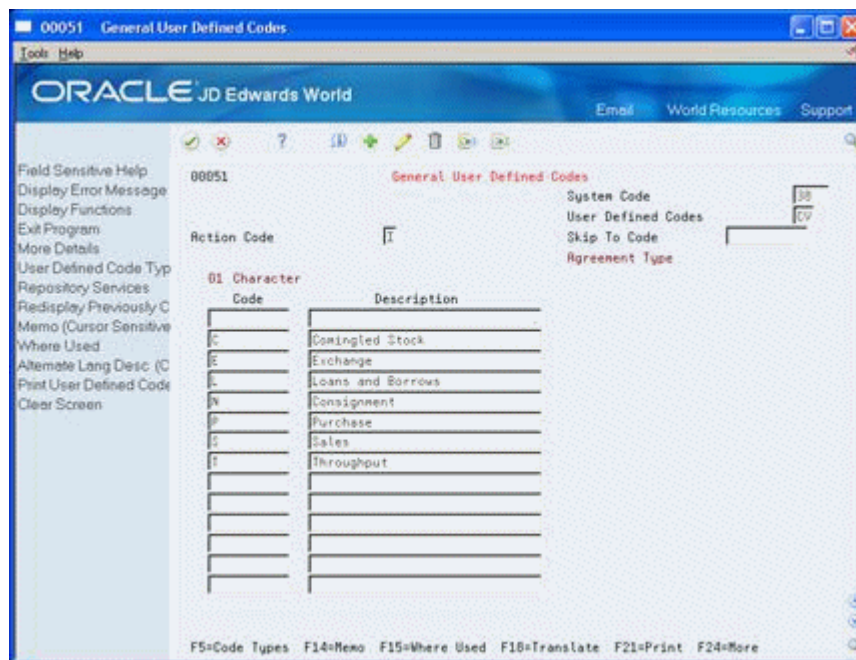 00051 General User Defined Codes
Tools Help
ORACLE JD Edwards World
Email World Resources Support
Field Sensitive Help
Display Error Message
Display Functions
Exit Program
More Details
User Defined Code Typ
Repository Services
Redisplay Previously C
Memo (Cursor Sensitive
Where Used
Alternate Lang Desc (C
Print User Defined Code
Clear Screen
00051 General User Defined Codes
System Code 38
User Defined Codes CV
Action Code I Skip To Code
Agreement Type
01 Character
Code Description
C Comingled Stock
E Exchange
L Loans and Borrows
N Consignment
P Purchase
S Sales
T Throughput
F5=Code Types F14=Memo F15=Where Used F18=Translate F21=Print F24=More